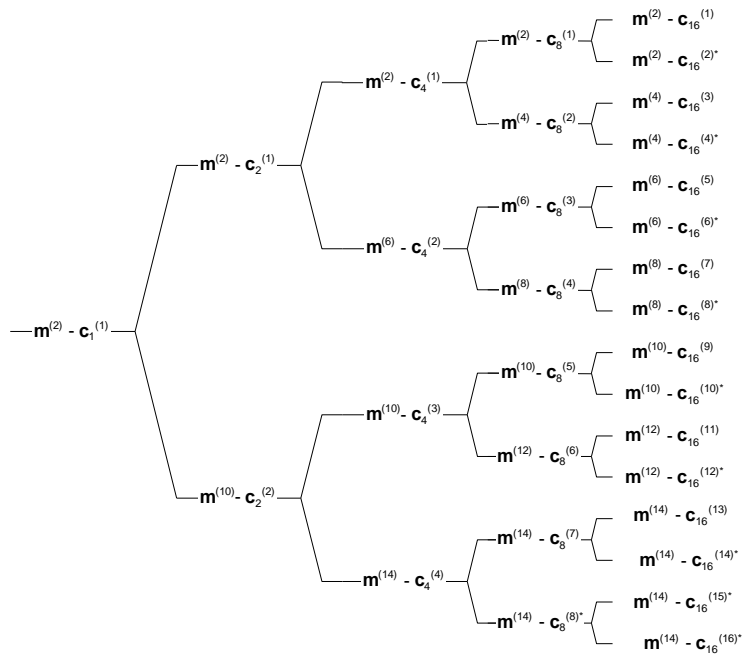 m⁽²⁾ - c₁⁽¹⁾
m⁽²⁾ - c₂⁽¹⁾
m⁽¹⁰⁾- c₂⁽²⁾
m⁽²⁾ - c₄⁽¹⁾
m⁽⁶⁾ - c₄⁽²⁾
m⁽¹⁰⁾ - c₄⁽³⁾
m⁽¹⁴⁾ - c₄⁽⁴⁾
m⁽²⁾ - c₈⁽¹⁾
m⁽⁴⁾ - c₈⁽²⁾
m⁽⁶⁾ - c₈⁽³⁾
m⁽⁸⁾ - c₈⁽⁴⁾
m⁽¹⁰⁾ - c₈⁽⁵⁾
m⁽¹²⁾ - c₈⁽⁶⁾
m⁽¹⁴⁾ - c₈⁽⁷⁾
m⁽¹⁴⁾ - c₈⁽⁸⁾*
m⁽²⁾ - c₁₆⁽¹⁾
m⁽²⁾ - c₁₆⁽²⁾*
m⁽⁴⁾ - c₁₆⁽³⁾
m⁽⁴⁾ - c₁₆⁽⁴⁾*
m⁽⁶⁾ - c₁₆⁽⁵⁾
m⁽⁶⁾ - c₁₆⁽⁶⁾*
m⁽⁸⁾ - c₁₆⁽⁷⁾
m⁽⁸⁾ - c₁₆⁽⁸⁾*
m⁽¹⁰⁾- c₁₆⁽⁹⁾
m⁽¹⁰⁾ - c₁₆⁽¹⁰⁾*
m⁽¹²⁾ - c₁₆⁽¹¹⁾
m⁽¹²⁾ - c₁₆⁽¹²⁾*
m⁽¹⁴⁾ - c₁₆⁽¹³⁾
m⁽¹⁴⁾ - c₁₆⁽¹⁴⁾*
m⁽¹⁴⁾ - c₁₆⁽¹⁵⁾*
m⁽¹⁴⁾ - c₁₆⁽¹⁶⁾*